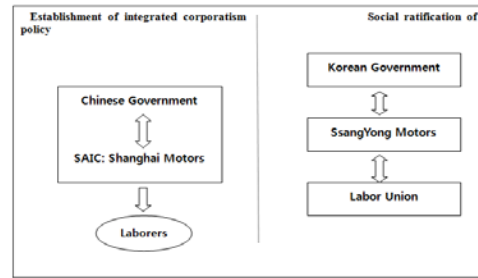 Establishment of integrated corporatism
policy
Chinese Government
SAIC: Shanghai Motors
Laborers
Social ratification of
Korean Government
SsangYong Motors
Labor Union